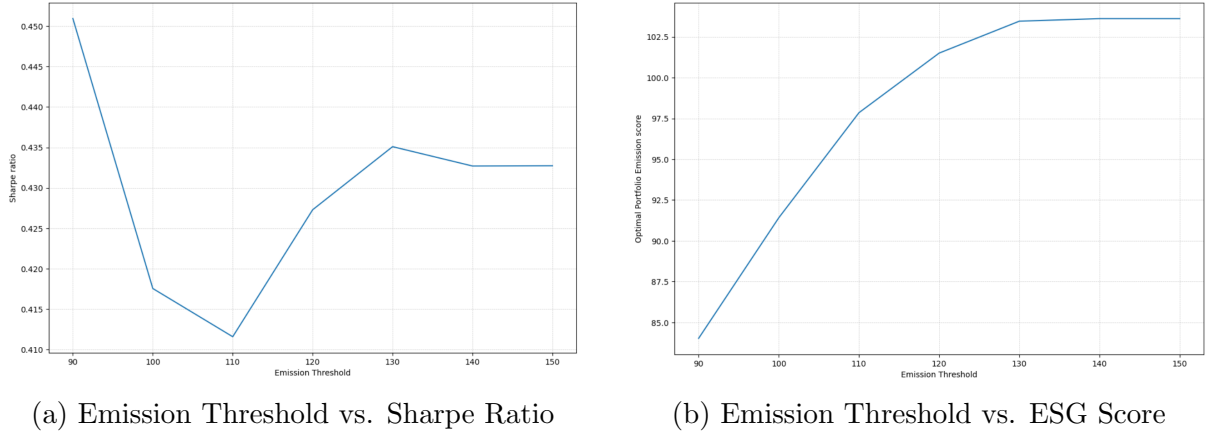 0.450
0.445
0.440
0.435
0.430
0.425
0.420
0.415
0.410
Sharpe ratio
90 100 110 120 130 140 150
Emission Threshold
(a) Emission Threshold vs. Sharpe Ratio
102.5
100.0
97.5
95.0
92.5
90.0
87.5
85.0
Optimal Portfolio Emission score
90 100 110 120 130 140 150
Emission Threshold
(b) Emission Threshold vs. ESG Score